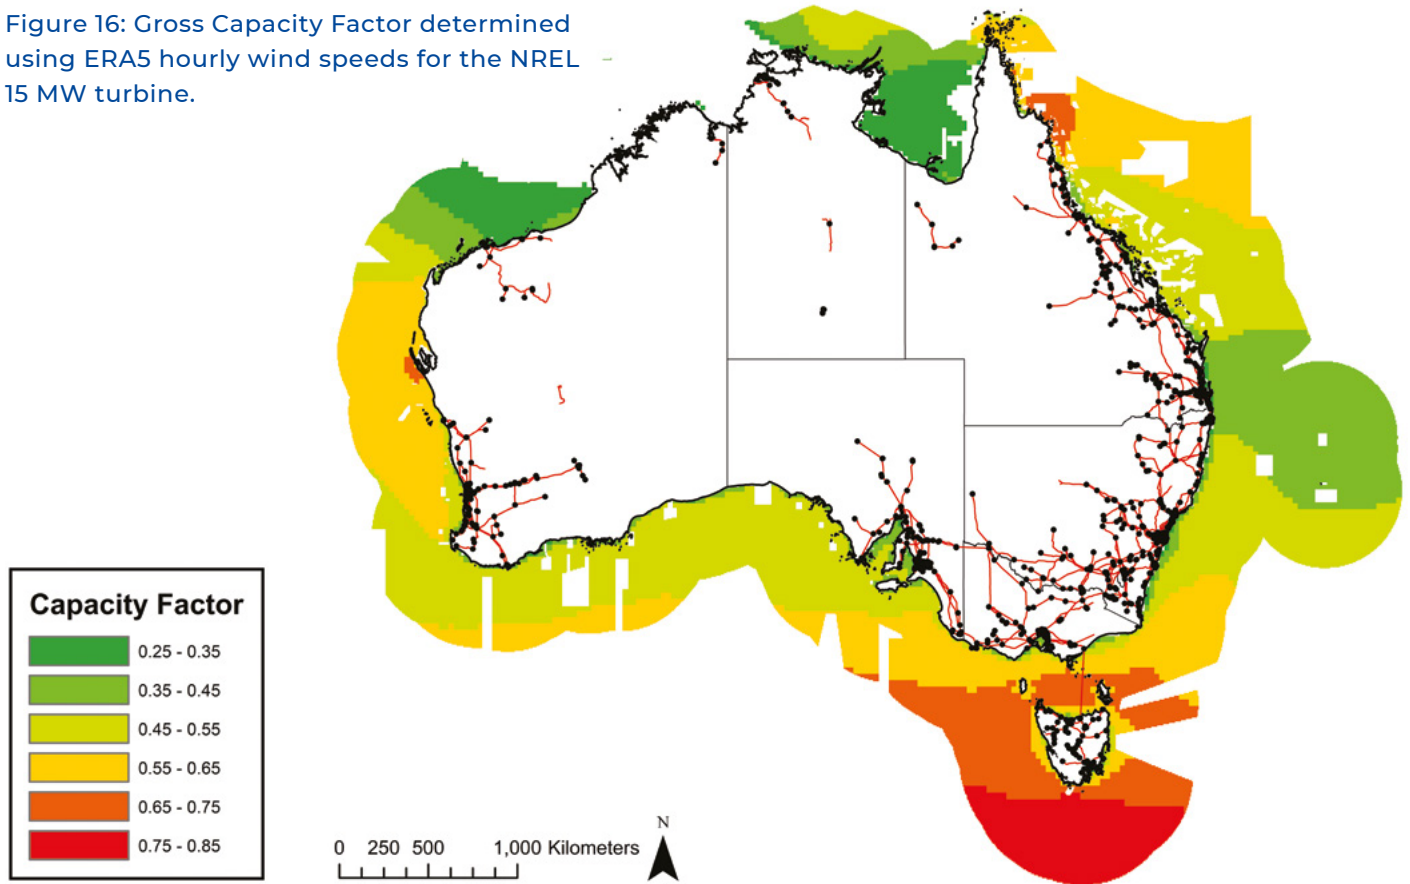 Figure 16: Gross Capacity Factor determined
using ERA5 hourly wind speeds for the NREL
15 MW turbine.
Capacity Factor
0.25 - 0.35
0.35 - 0.45
0.45 - 0.55
0.55 - 0.65
0.65 - 0.75
0.75 - 0.85
0 250 500 1,000 Kilometers
N